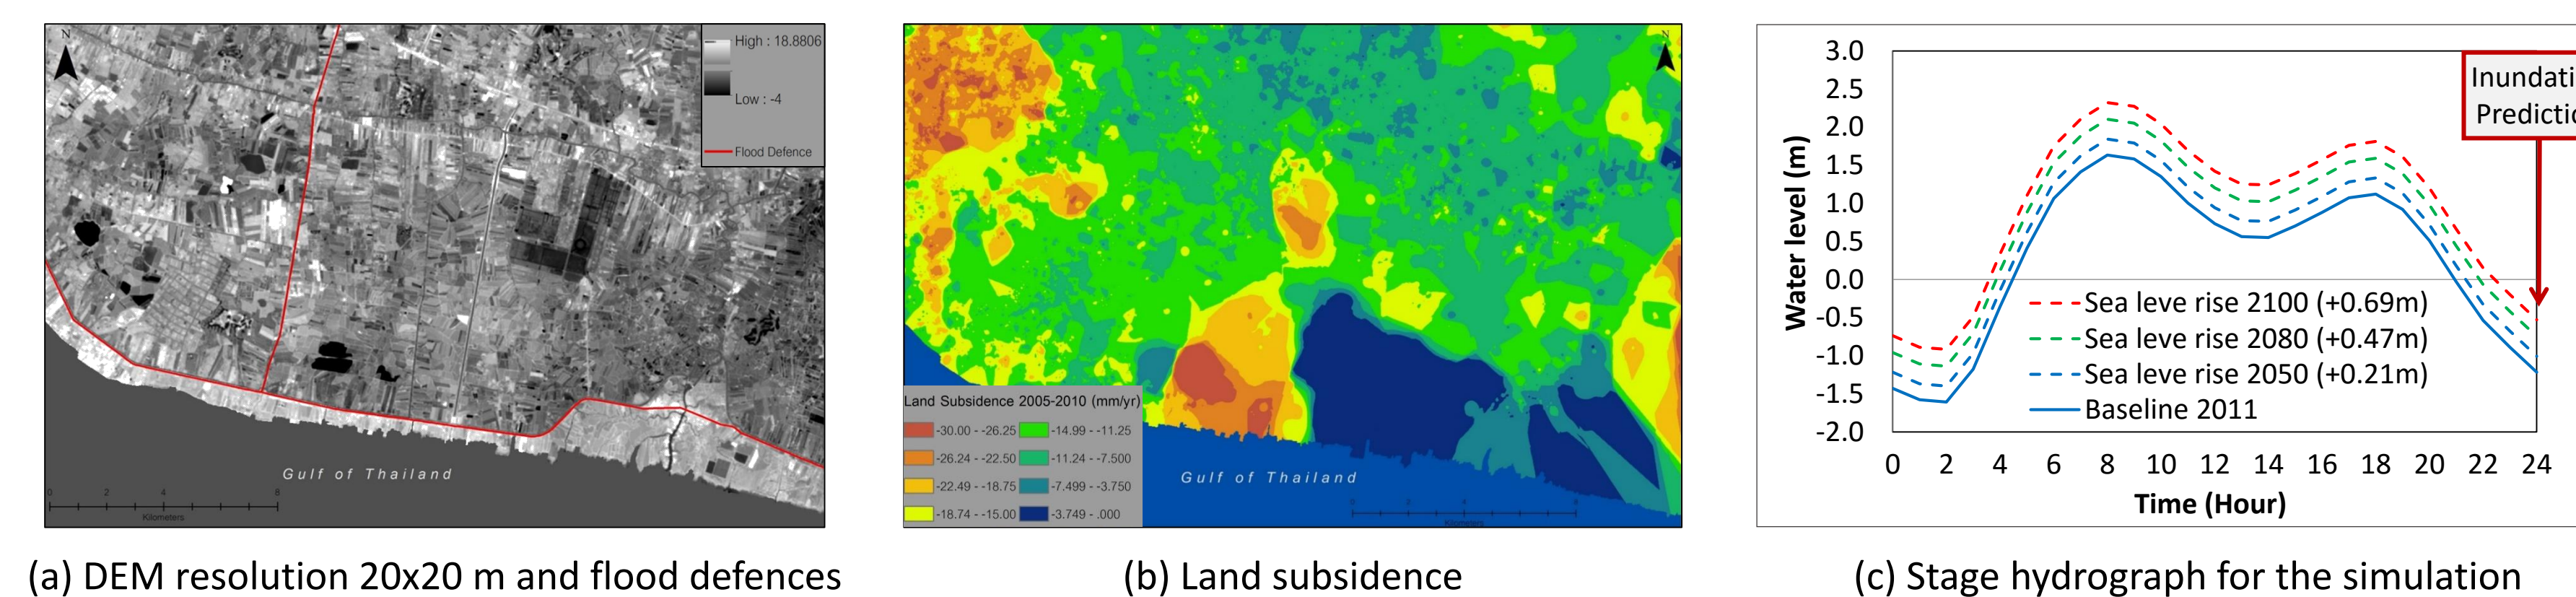 N
High : 18.8806
Low : -4
Flood Defence
Gulf of Thailand
0 2 4 8
Kilometers
(a) DEM resolution 20x20 m and flood defences
N
Land Subsidence 2005-2010 (mm/yr)
-30.00 - -26.25 -14.99 - -11.25
-26.24 - -22.50 -11.24 - -7.500
-22.49 - -18.75 -7.499 - -3.750
-18.74 - -15.00 -3.749 - .000
Gulf of Thailand
Kilometers
(b) Land subsidence
Inundati
Predictio
3.0
2.5
2.0
1.5
1.0
0.5
0.0
-0.5
-1.0
-1.5
-2.0
Water level (m)
Sea leve rise 2100 (+0.69m)
Sea leve rise 2080 (+0.47m)
Sea leve rise 2050 (+0.21m)
Baseline 2011
0 2 4 6 8 10 12 14 16 18 20 22 24
Time (Hour)
(c) Stage hydrograph for the simulation